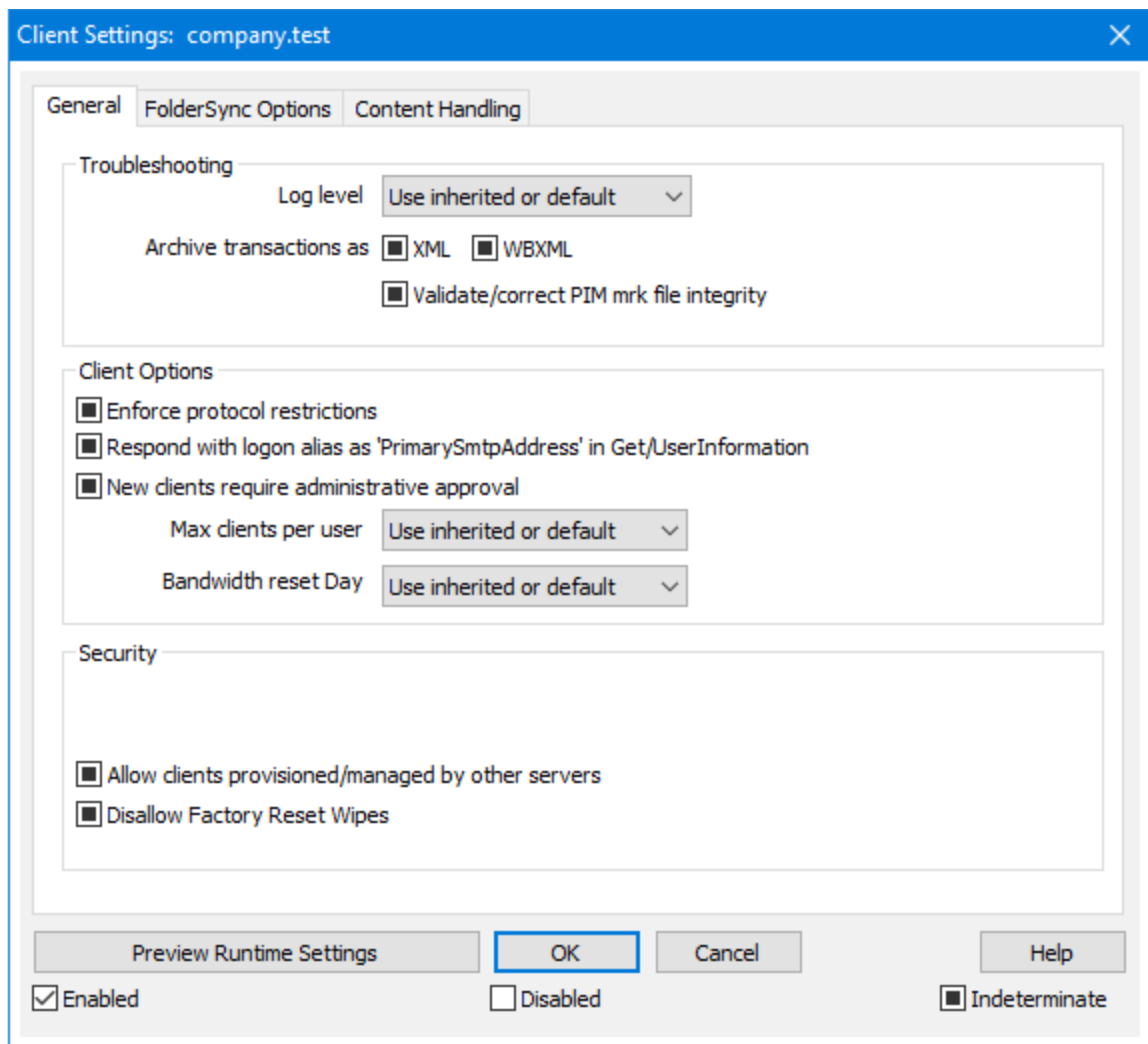 Client Settings: company.test
General FolderSync Options Content Handling
Troubleshooting
Log level Use inherited or default
Archive transactions as XML WBXML
Validate/correct PIM mrk file integrity
Client Options
Enforce protocol restrictions
Respond with logon alias as 'PrimarySmtpAddress' in Get/UserInformation
New clients require administrative approval
Max clients per user Use inherited or default
Bandwidth reset Day Use inherited or default
Security
Allow clients provisioned/managed by other servers
Disallow Factory Reset Wipes
Preview Runtime Settings OK Cancel Help
Enabled Disabled Indeterminate